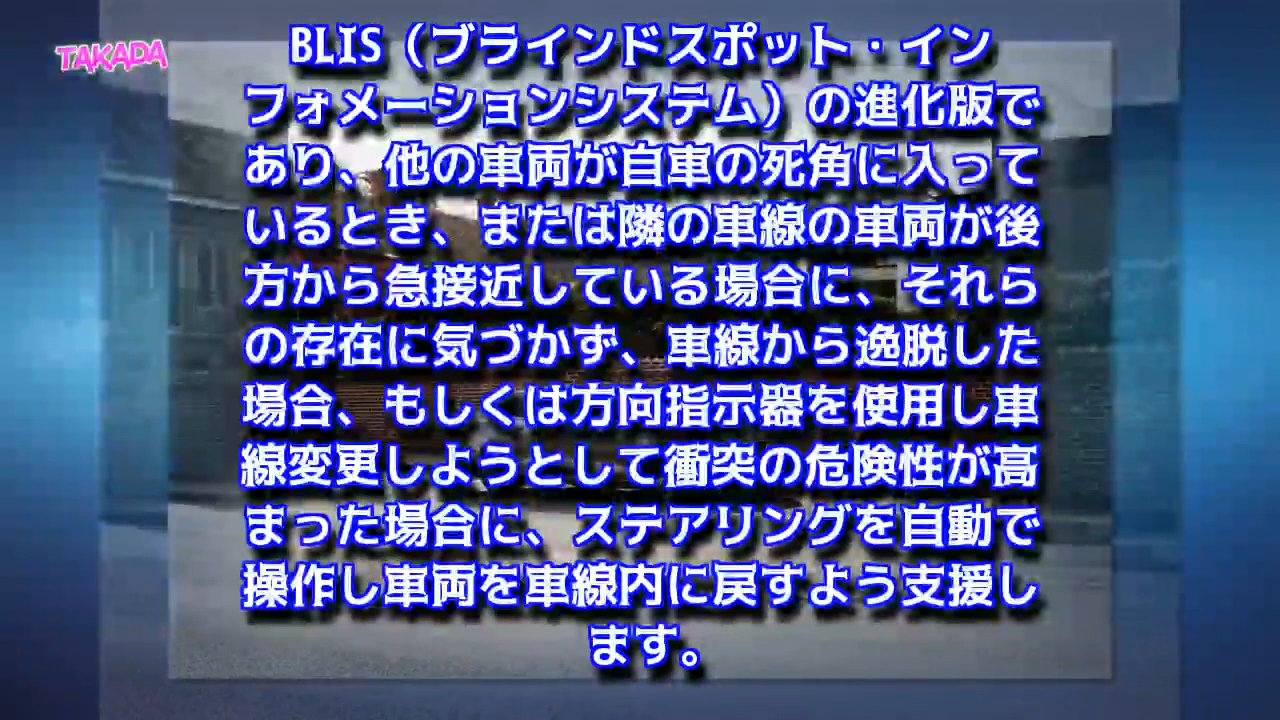 TAKADA
BLIS（ブラインドスポット・イン
フォメーションシステム）の進化版で
あり、他の車両が自車の死角に入って
いるとき、または隣の車線の車両が後
方から急接近している場合に、それら
の存在に気づかず、車線から逸脱した
場合、もしくは方向指示器を使用し車
線変更しようとして衝突の危険性が高
まった場合に、ステアリングを自動で
操作し車両を車線内に戻すよう支援し
ます。